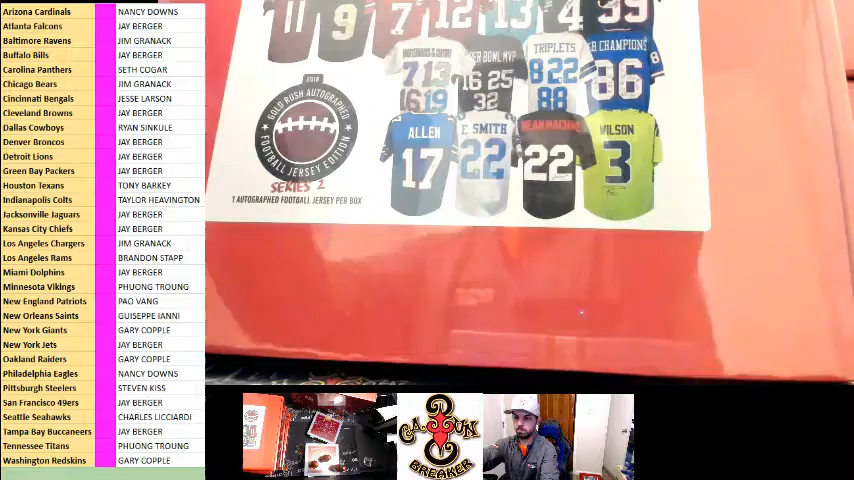 Arizona Cardinals NANCY DOWNS
Atlanta Falcons JAY BERGER
Baltimore Ravens JIM GRANACK
Buffalo Bills JAY BERGER
Carolina Panthers SETH COGAR
Chicago Bears JIM GRANACK
Cincinnati Bengals JESSE LARSON
Cleveland Browns JAY BERGER
Dallas Cowboys RYAN SINKULE
Denver Broncos JAY BERGER
Detroit Lions JAY BERGER
Green Bay Packers JAY BERGER
Houston Texans TONY BARKEY
Indianapolis Colts TAYLOR HEAVINGTON
Jacksonville Jaguars JAY BERGER
Kansas City Chiefs JAY BERGER
Los Angeles Chargers JIM GRANACK
Los Angeles Rams BRANDON STAPP
Miami Dolphins JAY BERGER
Minnesota Vikings PHUONG TROUNG
New England Patriots PAO VANG
New Orleans Saints GUISEPPE IANNI
New York Giants GARY COPPLE
New York Jets JAY BERGER
Oakland Raiders GARY COPPLE
Philadelphia Eagles NANCY DOWNS
Pittsburgh Steelers STEVEN KISS
San Francisco 49ers JAY BERGER
Seattle Seahawks CHARLES LICCIARDI
Tampa Bay Buccaneers JAY BERGER
Tennessee Titans PHUONG TROUNG
Washington Redskins GARY COPPLE
11 9 7 12 13 4 99
7 13
16 19
MVP
16 25
32
TRIPLETS
8 22
88
CHAMPIONS
86
8
2018
GOLD RUSH AUTOGRAPHED
FOOTBALL JERSEY EDITION
SERIES 2
1 AUTOGRAPHED FOOTBALL JERSEY PER BOX
ALLEN
17
E. SMITH
22
MEAN MACHINE
22
WILSON
3
CAJUN
BREAKER